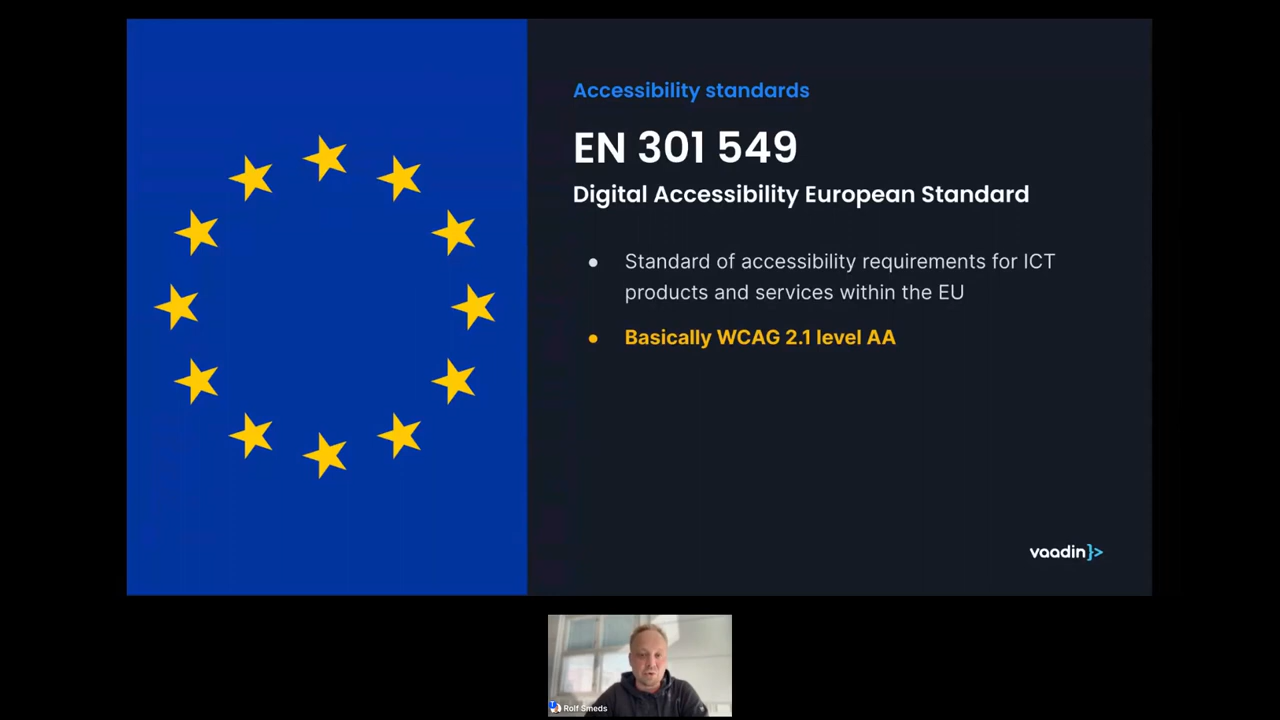 Accessibility standards
EN 301 549
Digital Accessibility European Standard
● Standard of accessibility requirements for ICT
products and services within the EU
● Basically WCAG 2.1 level AA
vaadin}>
Rolf Smeds